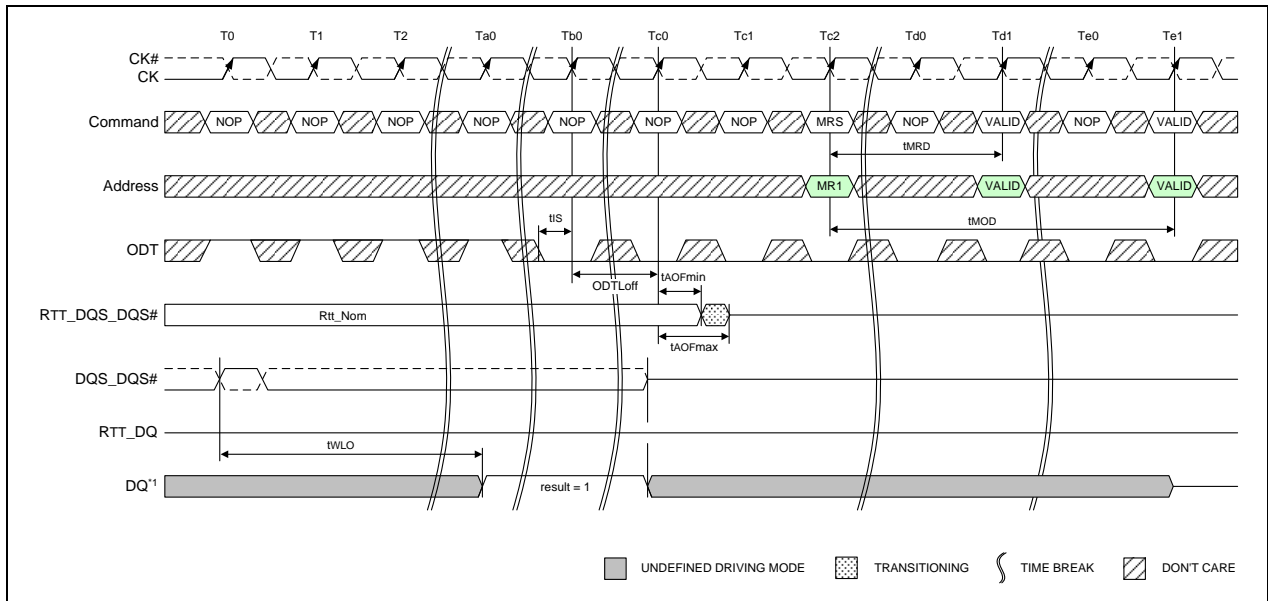 T0 T1 T2 Ta0 Tb0 Tc0 Tc1 Tc2 Td0 Td1 Te0 Te1
CK#
CK
Command NOP NOP NOP NOP NOP NOP NOP MRS NOP VALID NOP VALID
tMRD
Address MR1 VALID VALID
tIS
tMOD
ODT
ODTLoff
tAOFmin
RTT_DQS_DQS# Rtt_Nom
tAOFmax
DQS_DQS#
RTT_DQ
tWLO
DQ*1 result = 1
UNDEFINED DRIVING MODE TRANSITIONING TIME BREAK DON'T CARE